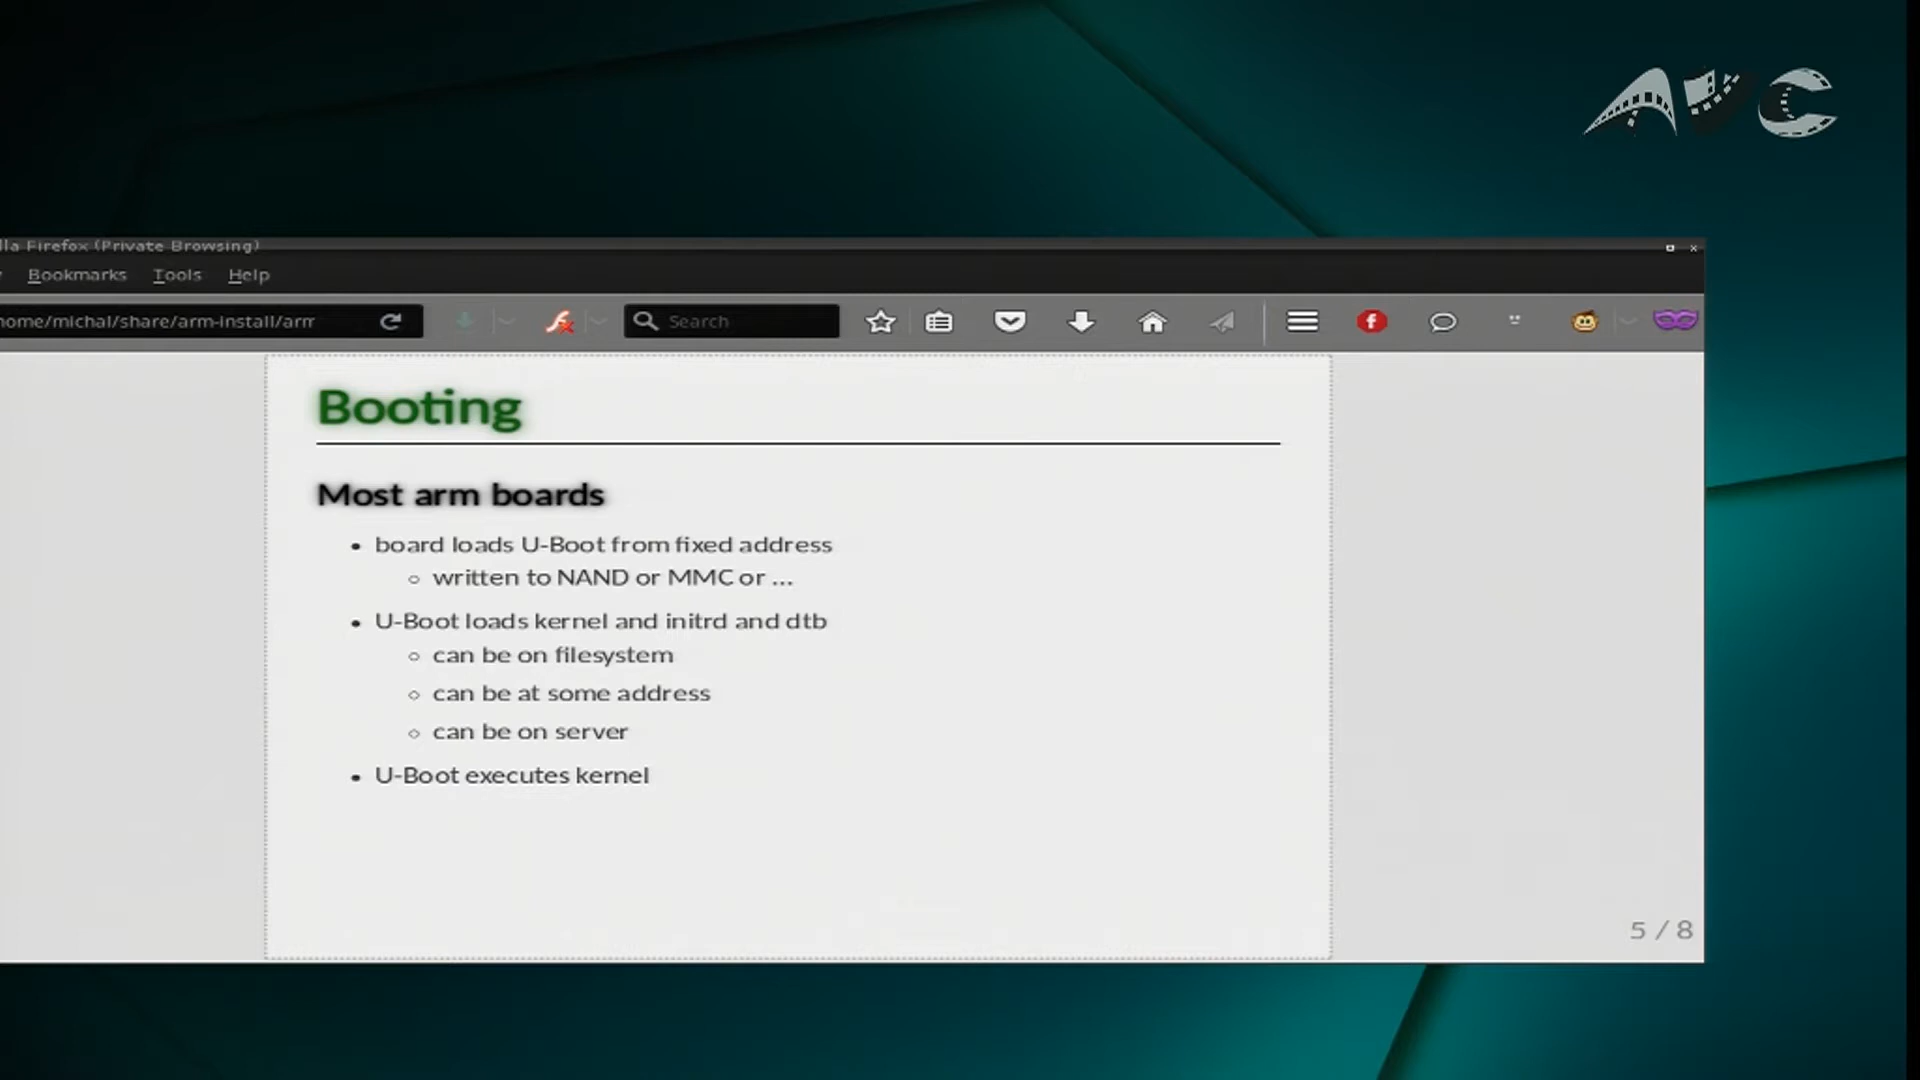 AVC
lla Firefox (Private Browsing)
Bookmarks Tools Help
home/michal/share/arm-install/arm
Search
Booting
Most arm boards
• board loads U-Boot from fixed address
◦ written to NAND or MMC or ...
• U-Boot loads kernel and initrd and dtb
◦ can be on filesystem
◦ can be at some address
◦ can be on server
• U-Boot executes kernel
5 / 8